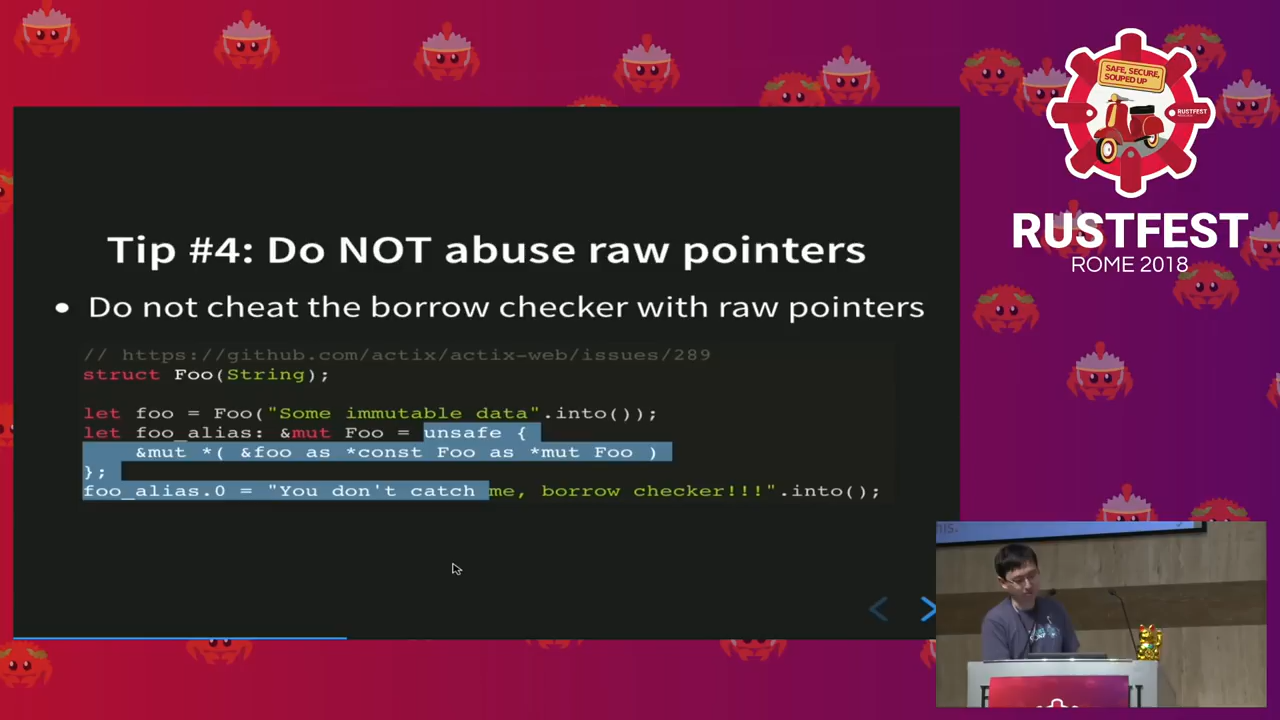 SAFE, SECURE,
SOUPED UP
RUSTFEST
RUSTFEST
ROME 2018
Tip #4: Do NOT abuse raw pointers
• Do not cheat the borrow checker with raw pointers
// https://github.com/actix/actix-web/issues/289
struct Foo(String);
let foo = Foo("Some immutable data".into());
let foo_alias: &mut Foo = unsafe {
&mut *( &foo as *const Foo as *mut Foo )
};
foo_alias.0 = "You don't catch me, borrow checker!!!".into();